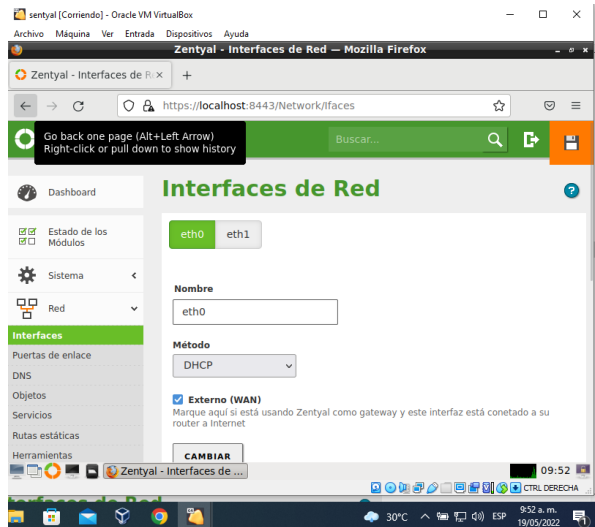 sentyal [Corriendo] - Oracle VM VirtualBox
Archivo Máquina Ver Entrada Dispositivos Ayuda
Zentyal - Interfaces de Red — Mozilla Firefox
Zentyal - Interfaces de Re
https://localhost:8443/Network/Ifaces
Go back one page (Alt+Left Arrow)
Right-click or pull down to show history
Buscar...
Dashboard
Interfaces de Red
Estado de los
Módulos
eth0 eth1
Sistema
Nombre
Red
eth0
Interfaces
Método
Puertas de enlace
DHCP
DNS
Objetos
Externo (WAN)
Servicios
Marque aquí si está usando Zentyal como gateway y este interfaz está conetado a su
router a Internet
Rutas estáticas
Herramientas
CAMBIAR
Zentyal - Interfaces de ...
09:52
CTRL DERECHA
30°C
ESP
9:52 a. m.
19/05/2022